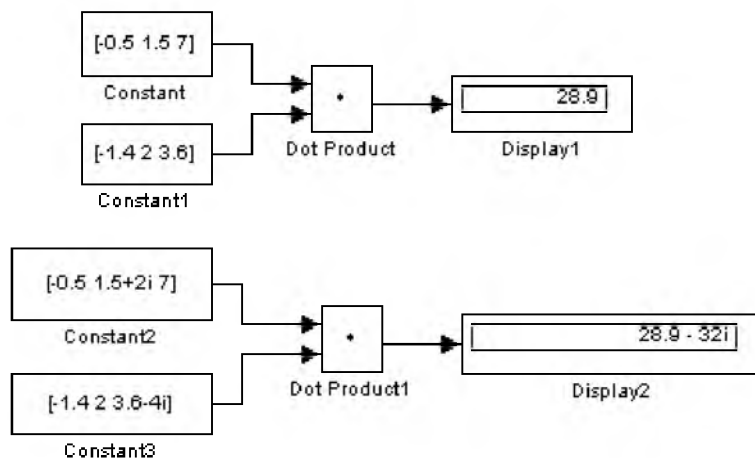 [-0.5 1.5 7]
Constant
[-1.4 2 3.6]
Constant1
Dot Product
28.9
Display1
[-0.5 1.5+2i 7]
Constant2
[-1.4 2 3.6-4i]
Constant3
Dot Product1
28.9 - 32i
Display2